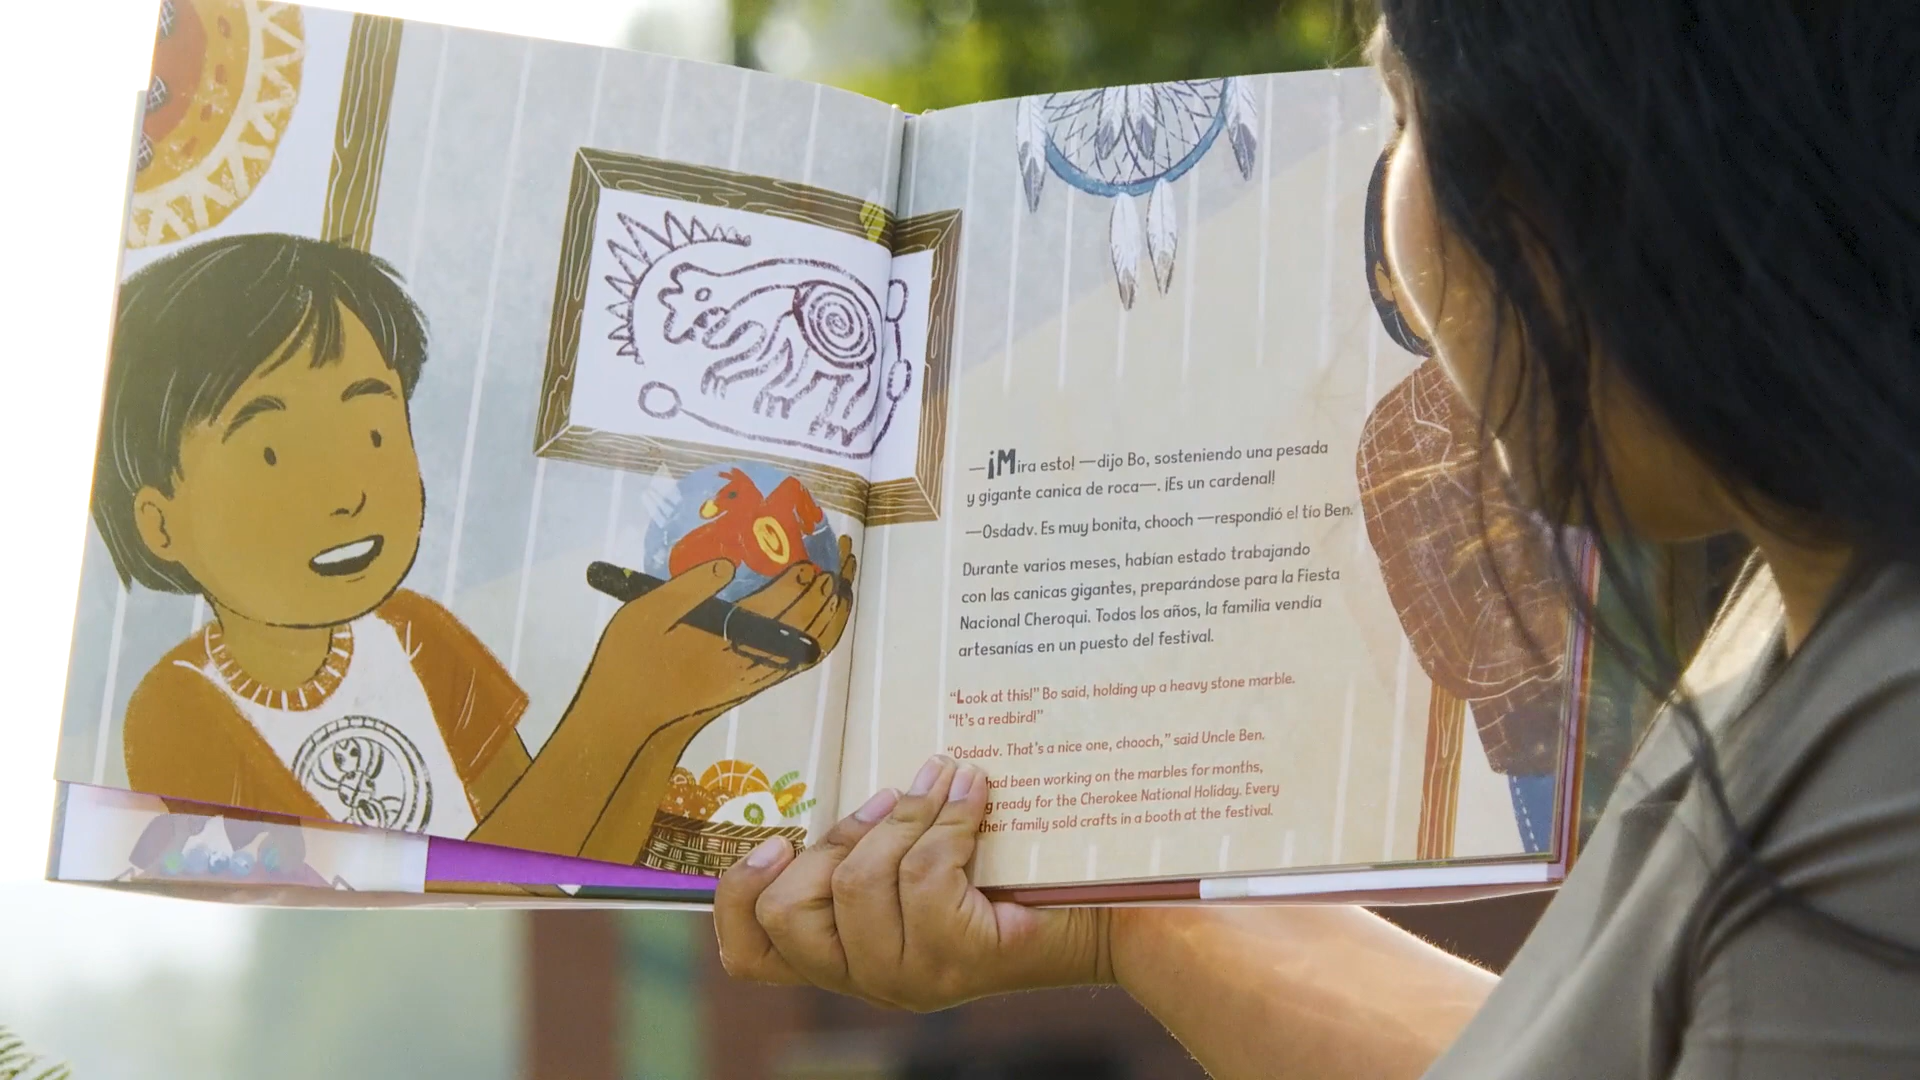 —¡Mira esto! —dijo Bo, sosteniendo una pesada
y gigante canica de roca—. ¡Es un cardenal!
—Osdadv. Es muy bonita, chooch —respondió el tío Ben.
Durante varios meses, habían estado trabajando
con las canicas gigantes, preparándose para la Fiesta
Nacional Cheroqui. Todos los años, la familia vendía
artesanías en un puesto del festival.
“Look at this!” Bo said, holding up a heavy stone marble.
“It’s a redbird!”
“Osdadv. That’s a nice one, chooch,” said Uncle Ben.
had been working on the marbles for months,
ready for the Cherokee National Holiday. Every
their family sold crafts in a booth at the festival.